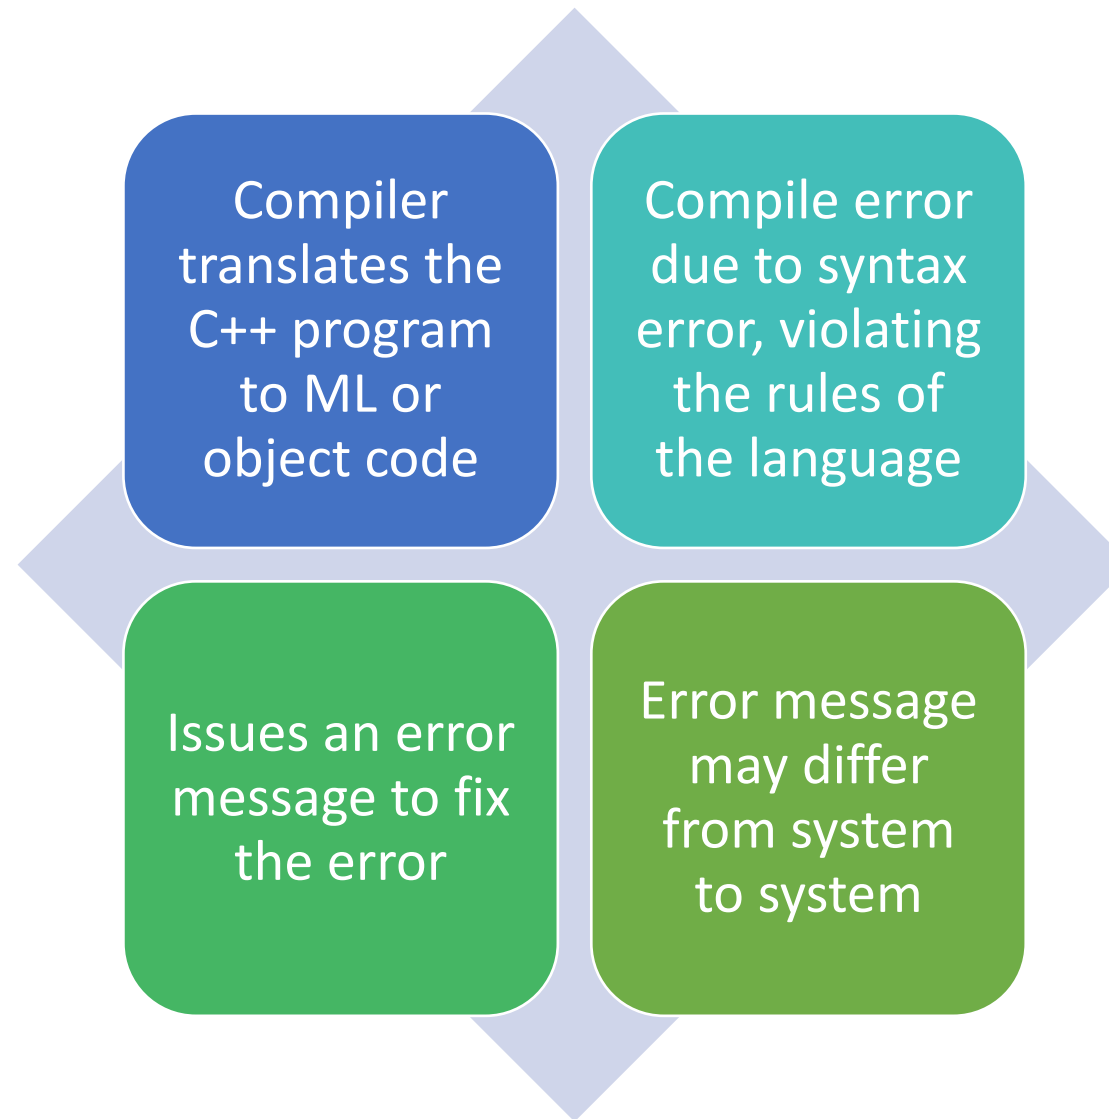 Compiler
translates the
C++ program
to ML or
object code
Compile error
due to syntax
error, violating
the rules of
the language
Issues an error
message to fix
the error
Error message
may differ
from system
to system